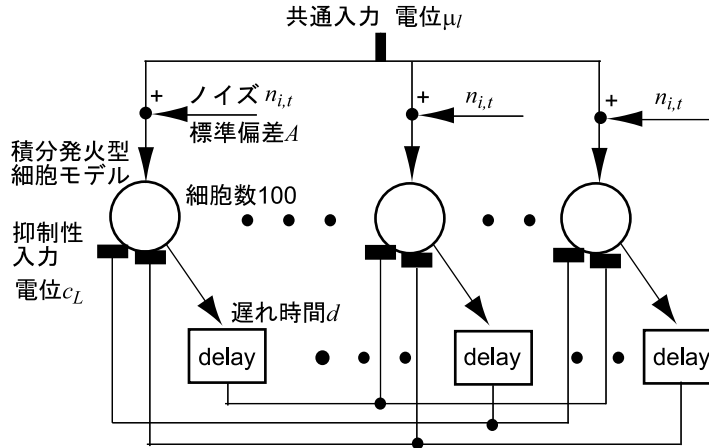 共通入力 電位μl
+ ノイズ ni,t
標準偏差A
+ ni,t
+ ni,t
積分発火型
細胞モデル
細胞数100
抑制性
入力
電位cL
遅れ時間d
delay
delay
delay